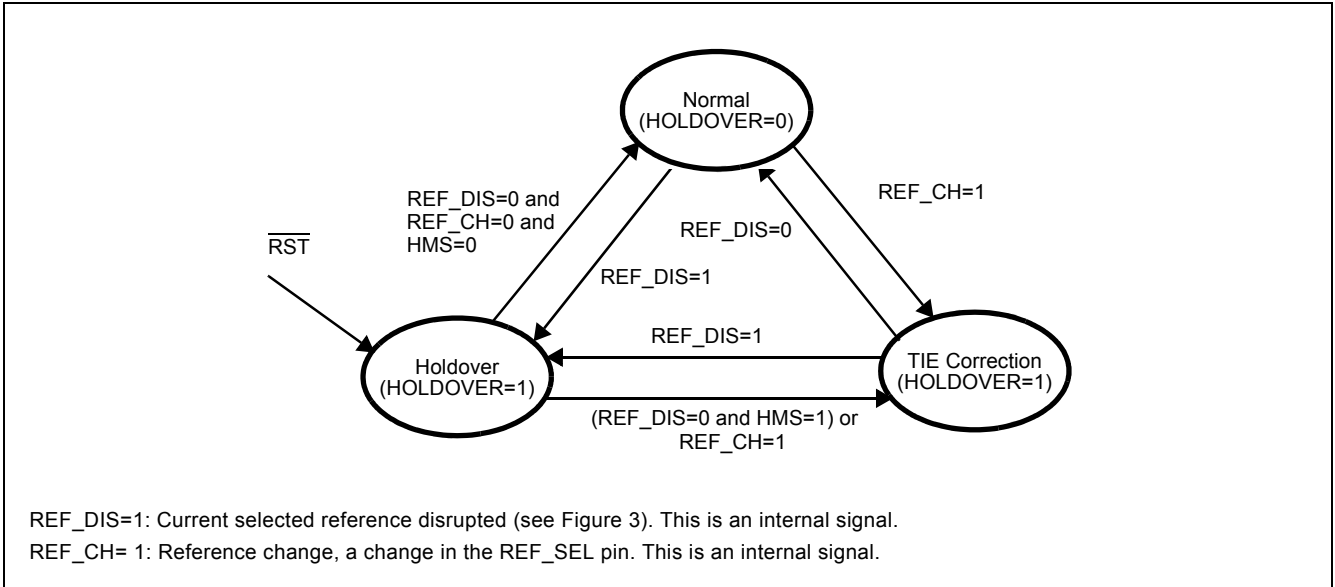 Normal
(HOLDOVER=0)
REF_DIS=0 and
REF_CH=0 and
HMS=0
REF_CH=1
RST
REF_DIS=0
REF_DIS=1
REF_DIS=1
Holdover
(HOLDOVER=1)
TIE Correction
(HOLDOVER=1)
(REF_DIS=0 and HMS=1) or
REF_CH=1
REF_DIS=1: Current selected reference disrupted (see Figure 3). This is an internal signal.
REF_CH= 1: Reference change, a change in the REF_SEL pin. This is an internal signal.